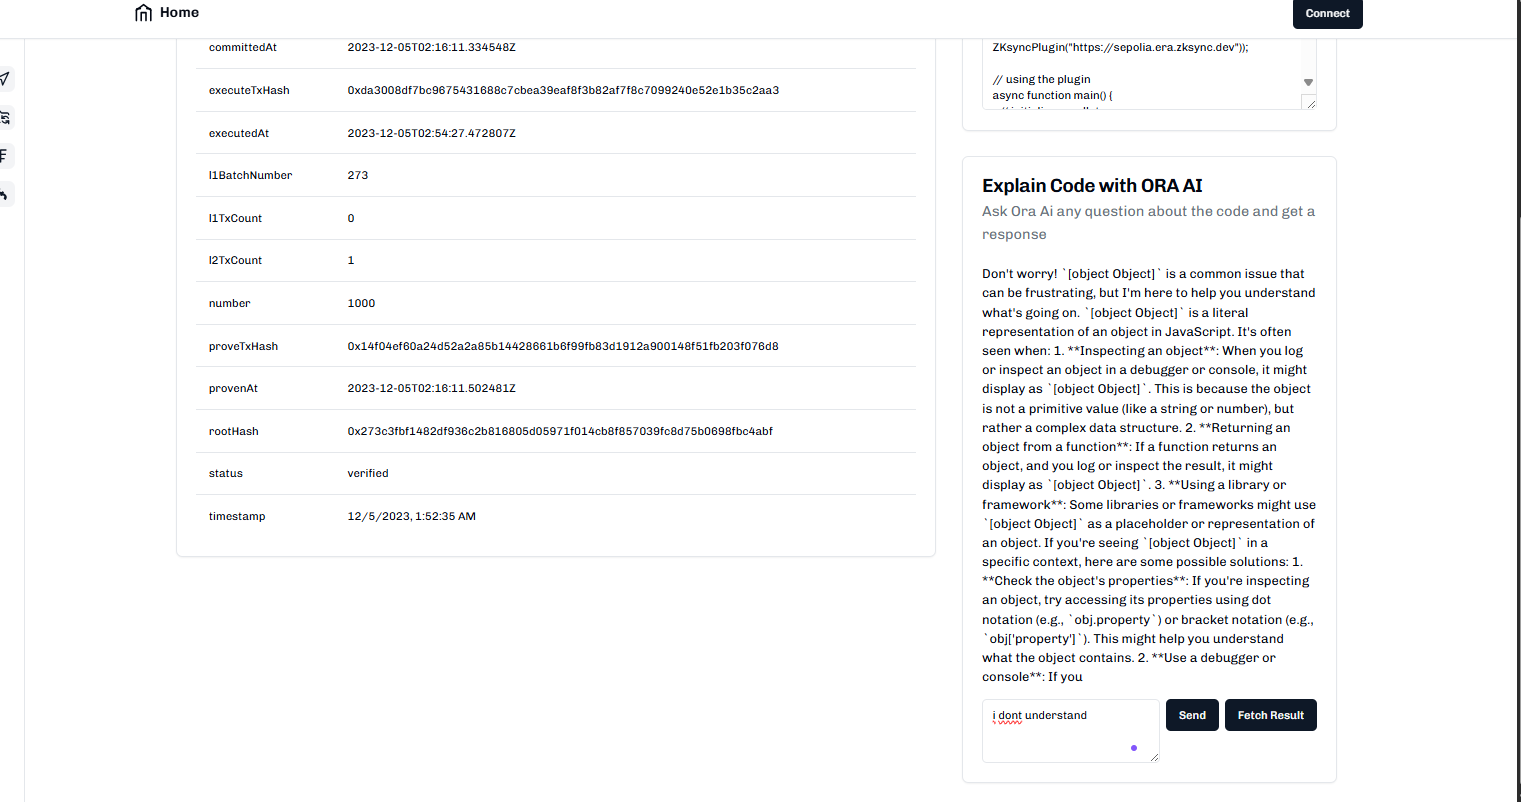 Home
Connect
committedAt 2023-12-05T02:16:11.334548Z
executeTxHash 0xda3008df7bc9675431688c7cbea39eaf8f3b82af7f8c7099240e52e1b35c2aa3
executedAt 2023-12-05T02:54:27.472807Z
l1BatchNumber 273
l1TxCount 0
l2TxCount 1
number 1000
proveTxHash 0x14f04ef60a24d52a2a85b14428661b6f99fb83d1912a900148f51fb203f076d8
provenAt 2023-12-05T02:16:11.502481Z
rootHash 0x273c3fbf1482df936c2b816805d05971f014cb8f857039fc8d75b0698fbc4abf
status verified
timestamp 12/5/2023, 1:52:35 AM
ZKsyncPlugin("https://sepolia.era.zksync.dev"));
// using the plugin
async function main() {
Explain Code with ORA AI
Ask Ora Ai any question about the code and get a
response
Don't worry! `[object Object]` is a common issue that
can be frustrating, but I'm here to help you understand
what's going on. `[object Object]` is a literal
representation of an object in JavaScript. It's often
seen when: 1. **Inspecting an object**: When you log
or inspect an object in a debugger or console, it might
display as `[object Object]`. This is because the object
is not a primitive value (like a string or number), but
rather a complex data structure. 2. **Returning an
object from a function**: If a function returns an
object, and you log or inspect the result, it might
display as `[object Object]`. 3. **Using a library or
framework**: Some libraries or frameworks might use
`[object Object]` as a placeholder or representation of
an object. If you're seeing `[object Object]` in a
specific context, here are some possible solutions: 1.
**Check the object's properties**: If you're inspecting
an object, try accessing its properties using dot
notation (e.g., `obj.property`) or bracket notation (e.g.,
`obj['property']`). This might help you understand
what the object contains. 2. **Use a debugger or
console**: If you
i dont understand
Send
Fetch Result